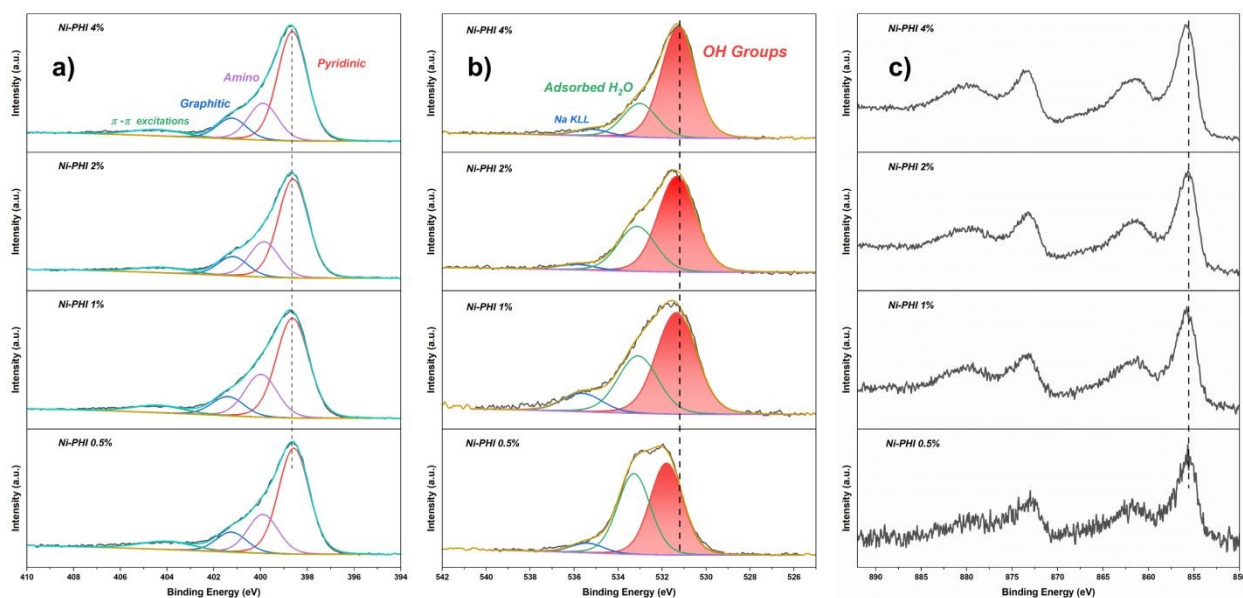 a)
Ni-PHI 4%
Pyridinic
Amino
Graphitic
π-π excitations
Ni-PHI 2%
Ni-PHI 1%
Ni-PHI 0.5%
Intensity (a.u.)
Intensity (a.u.)
Intensity (a.u.)
Intensity (a.u.)
410 408 406 404 402 400 398 396 394
Binding Energy (eV)
b)
Ni-PHI 4%
OH Groups
Adsorbed H₂O
Na KLL
Ni-PHI 2%
Ni-PHI 1%
Ni-PHI 0.5%
Intensity (a.u.)
Intensity (a.u.)
Intensity (a.u.)
Intensity (a.u.)
542 540 538 536 534 532 530 528 526
Binding Energy (eV)
c)
Ni-PHI 4%
Ni-PHI 2%
Ni-PHI 1%
Ni-PHI 0.5%
Intensity (a.u.)
Intensity (a.u.)
Intensity (a.u.)
Intensity (a.u.)
890 885 880 875 870 865 860 855 850
Binding Energy (eV)